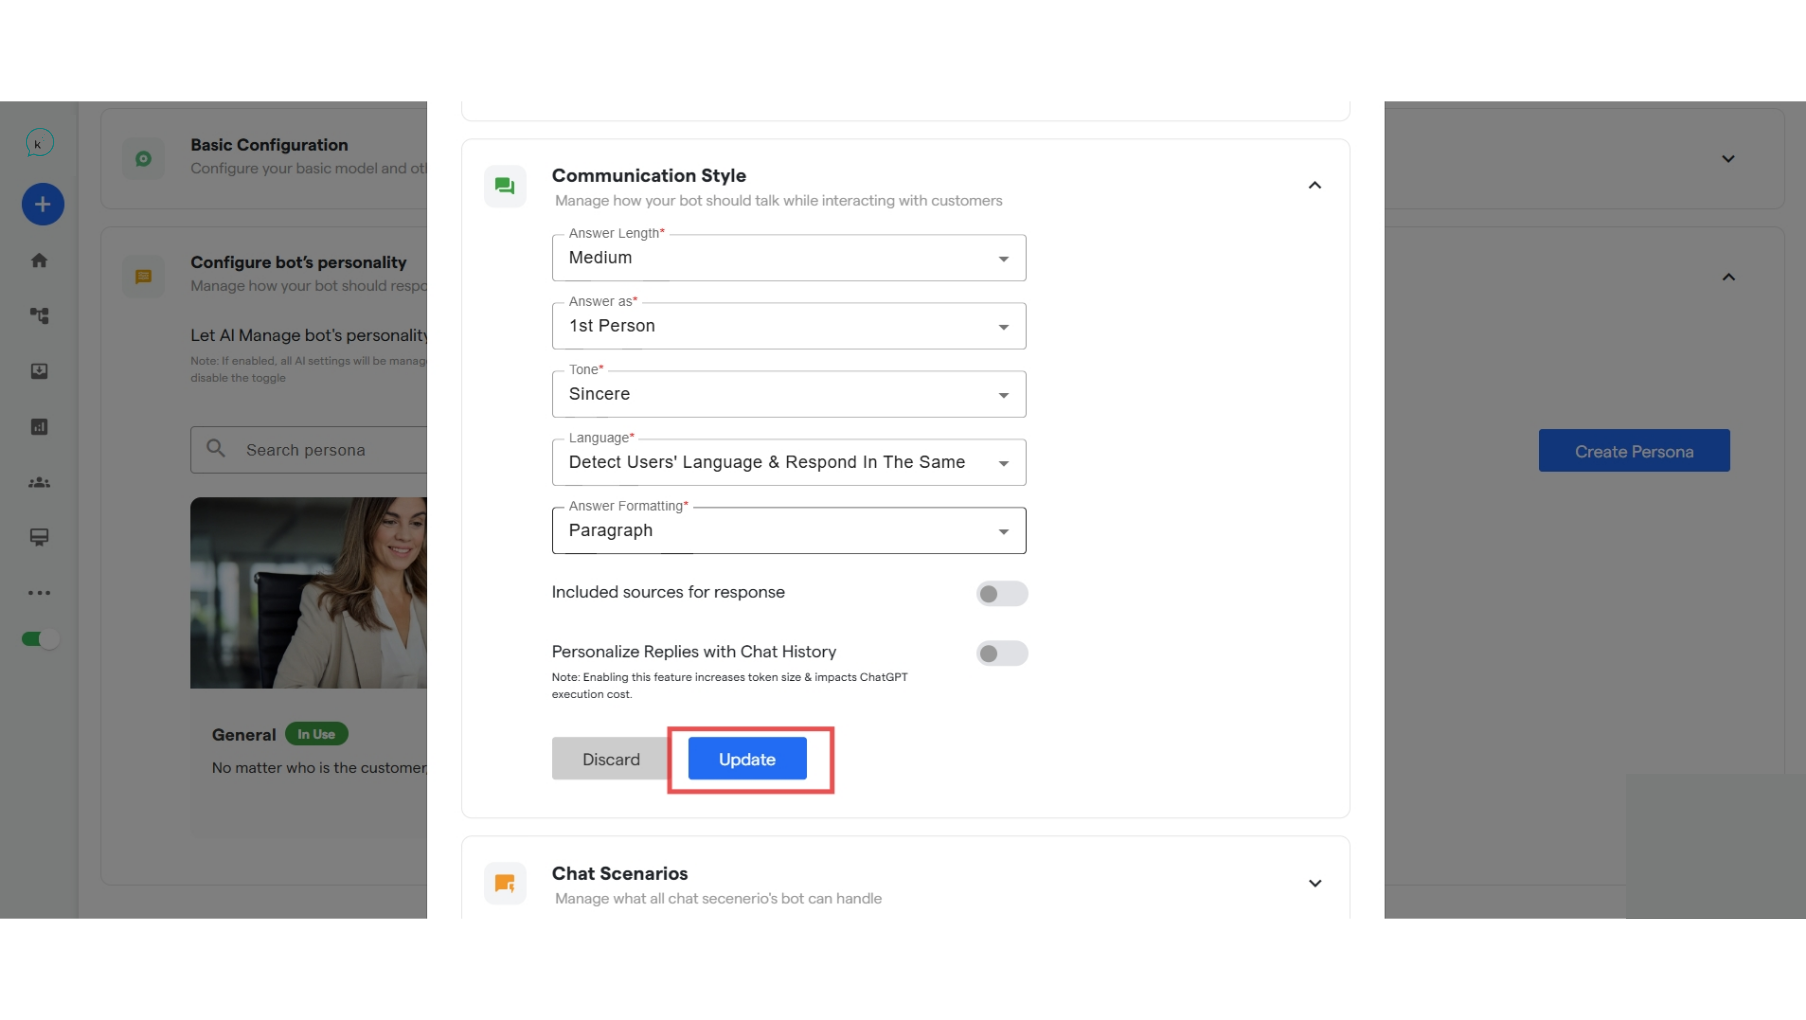 k
Basic Configuration
Configure your basic model and ot
Configure bot's personality
Manage how your bot should respo
Let AI Manage bot's personality
Note: If enabled, all AI settings will be manag
disable the toggle
Search persona
General In Use
No matter who is the customer,
Communication Style
Manage how your bot should talk while interacting with customers
Answer Length*
Medium
Answer as*
1st Person
Tone*
Sincere
Language*
Detect Users' Language & Respond In The Same
Answer Formatting*
Paragraph
Included sources for response
Personalize Replies with Chat History
Note: Enabling this feature increases token size & impacts ChatGPT
execution cost.
Discard Update
Chat Scenarios
Manage what all chat secenerio's bot can handle
Create Persona